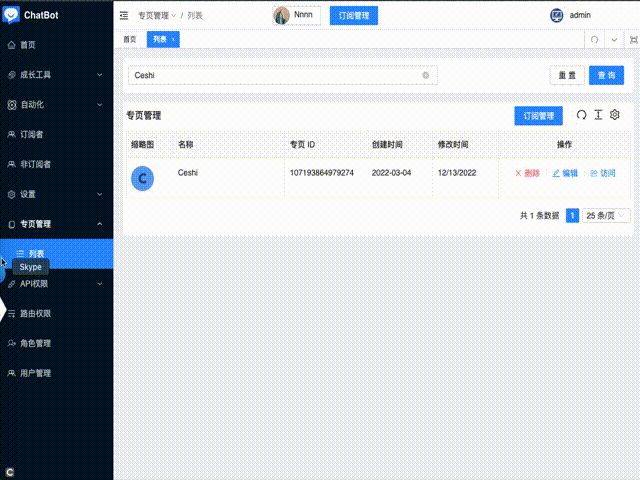 ChatBot
专页管理 / 列表
Nnnn
订阅管理
admin
首页
列表 ×
首页
成长工具
自动化
订阅者
非订阅者
设置
专页管理
列表
Skype
API权限
路由权限
角色管理
用户管理
Ceshi
重 置
查 询
专页管理
订阅管理
缩略图 名称 专页 ID 创建时间 修改时间 操作
C Ceshi 107193864979274 2022-03-04 12/13/2022 删除 编辑 访问
共 1 条数据 1 25 条/页
C